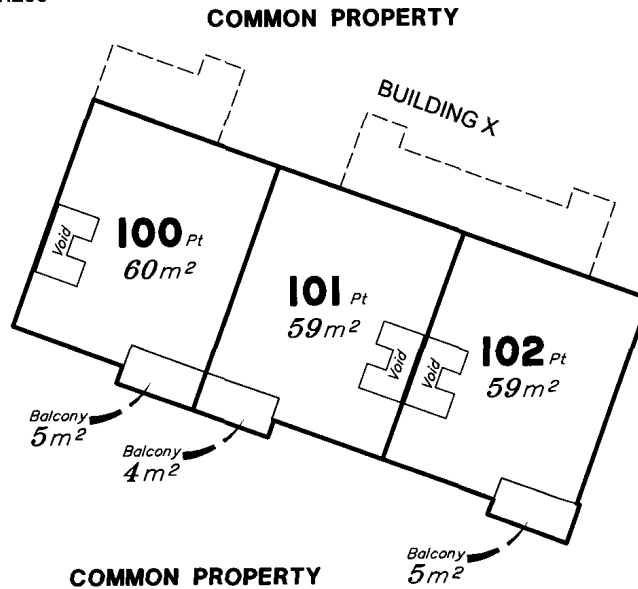 COMMON PROPERTY
BUILDING X
100 Pt
60m²
Void
101 Pt
59m²
Void
102 Pt
59m²
Void
Balcony
5m²
Balcony
4m²
Balcony
5m²
COMMON PROPERTY